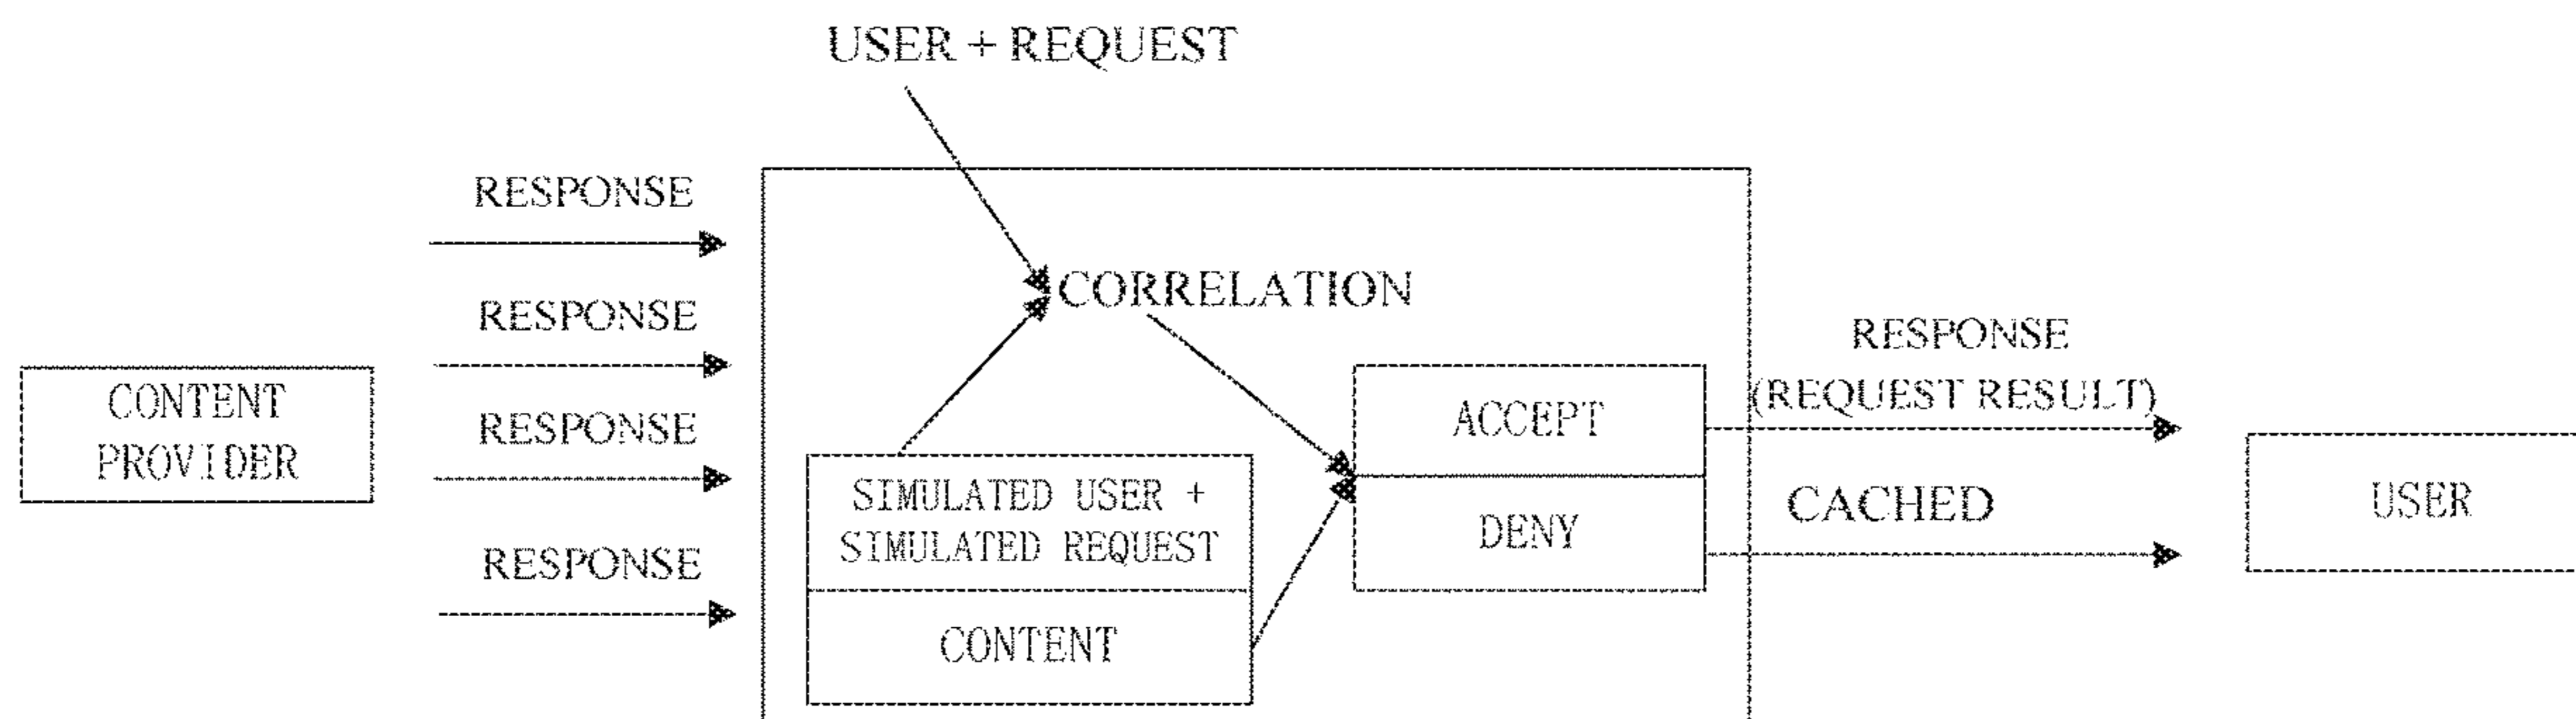 USER + REQUEST
RESPONSE
RESPONSE
RESPONSE
RESPONSE
CONTENT
PROVIDER
CORRELATION
SIMULATED USER +
SIMULATED REQUEST
CONTENT
ACCEPT
DENY
RESPONSE
(REQUEST RESULT)
CACHED
USER